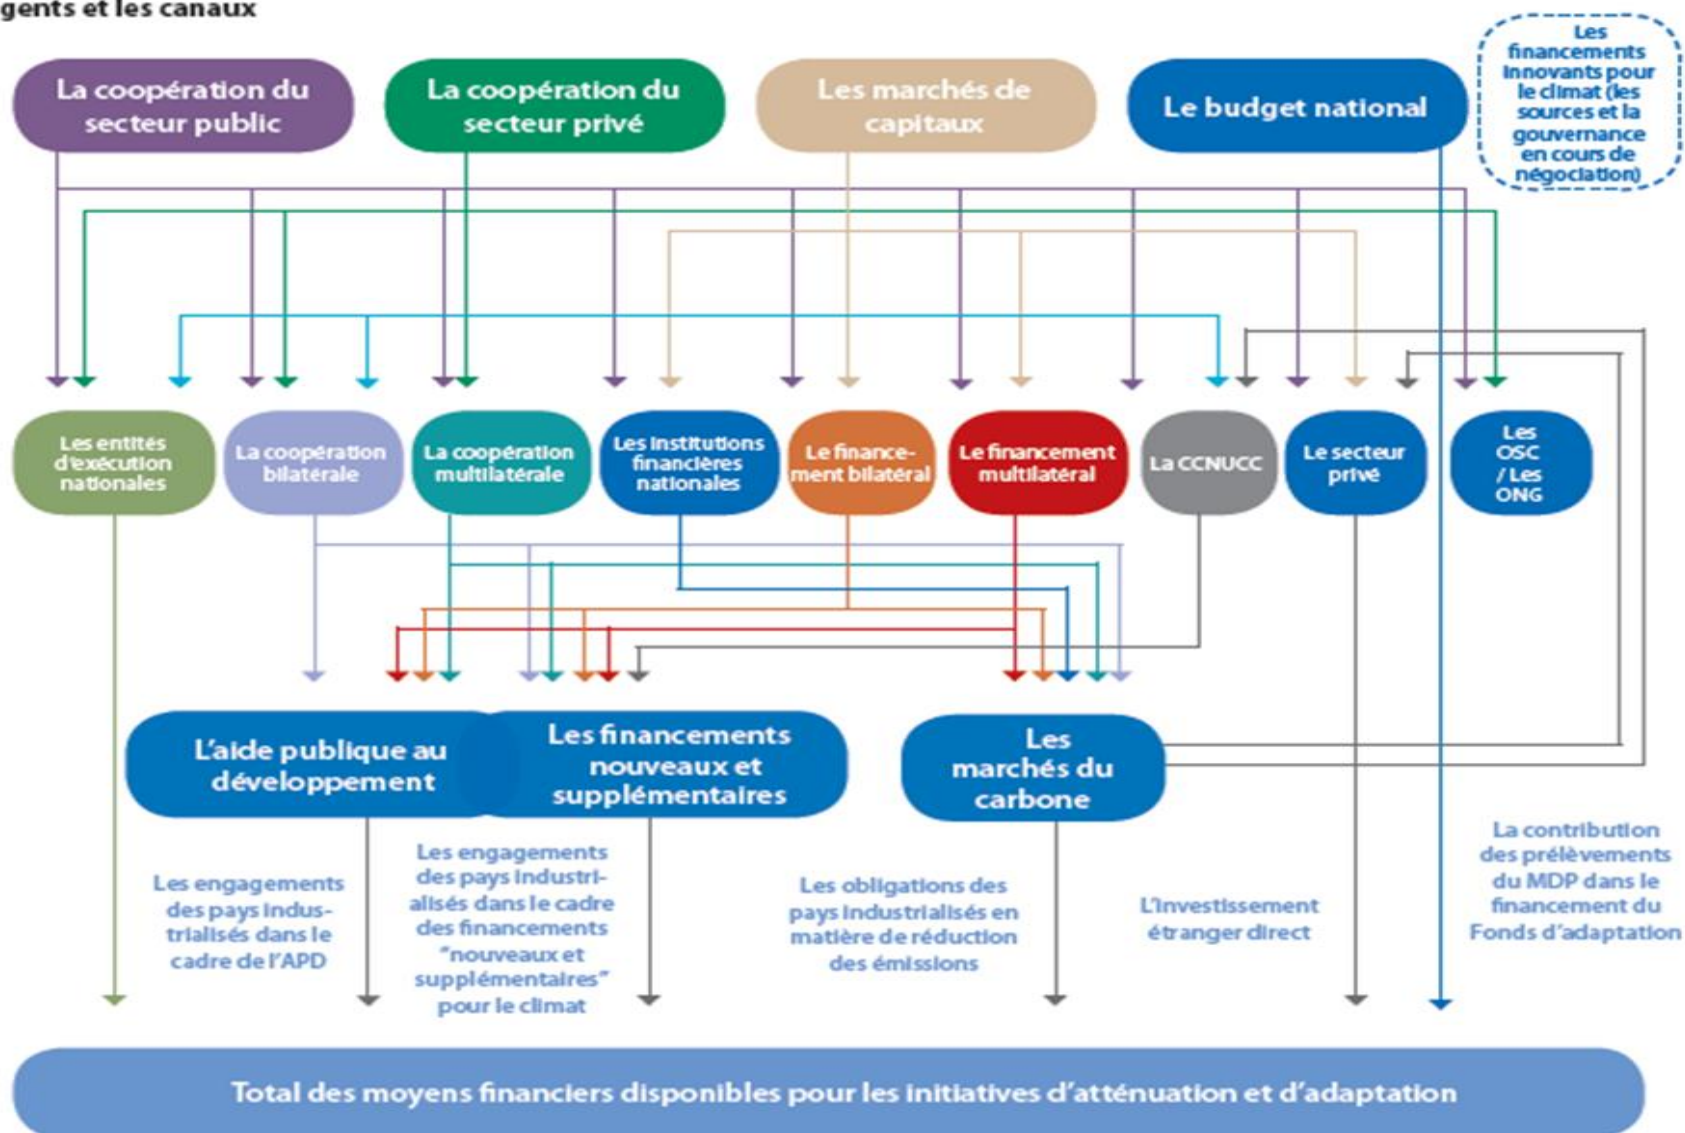 gents et les canaux
La coopération du
secteur public
La coopération du
secteur privé
Les marchés de
capitaux
Le budget national
Les
financements
innovants pour
le climat (les
sources et la
gouvernance
en cours de
négociation)
Les entités
d'exécution
nationales
La coopération
bilatérale
La coopération
multilatérale
Les institutions
financières
nationales
Le finance-
ment bilatéral
Le financement
multilatéral
La CCNUCC
Le secteur
privé
Les
OSC
/ Les
ONG
L'aide publique au
développement
Les financements
nouveaux et
supplémentaires
Les
marchés du
carbone
Les engagements
des pays indus-
trialisés dans le
cadre de l'APD
Les engagements
des pays industri-
alisés dans le cadre
des financements
"nouveaux et
supplémentaires"
pour le climat
Les obligations des
pays industrialisés en
matière de réduction
des émissions
L'investissement
étranger direct
La contribution
des prélèvements
du MDP dans le
financement du
Fonds d'adaptation
Total des moyens financiers disponibles pour les initiatives d'atténuation et d'adaptation